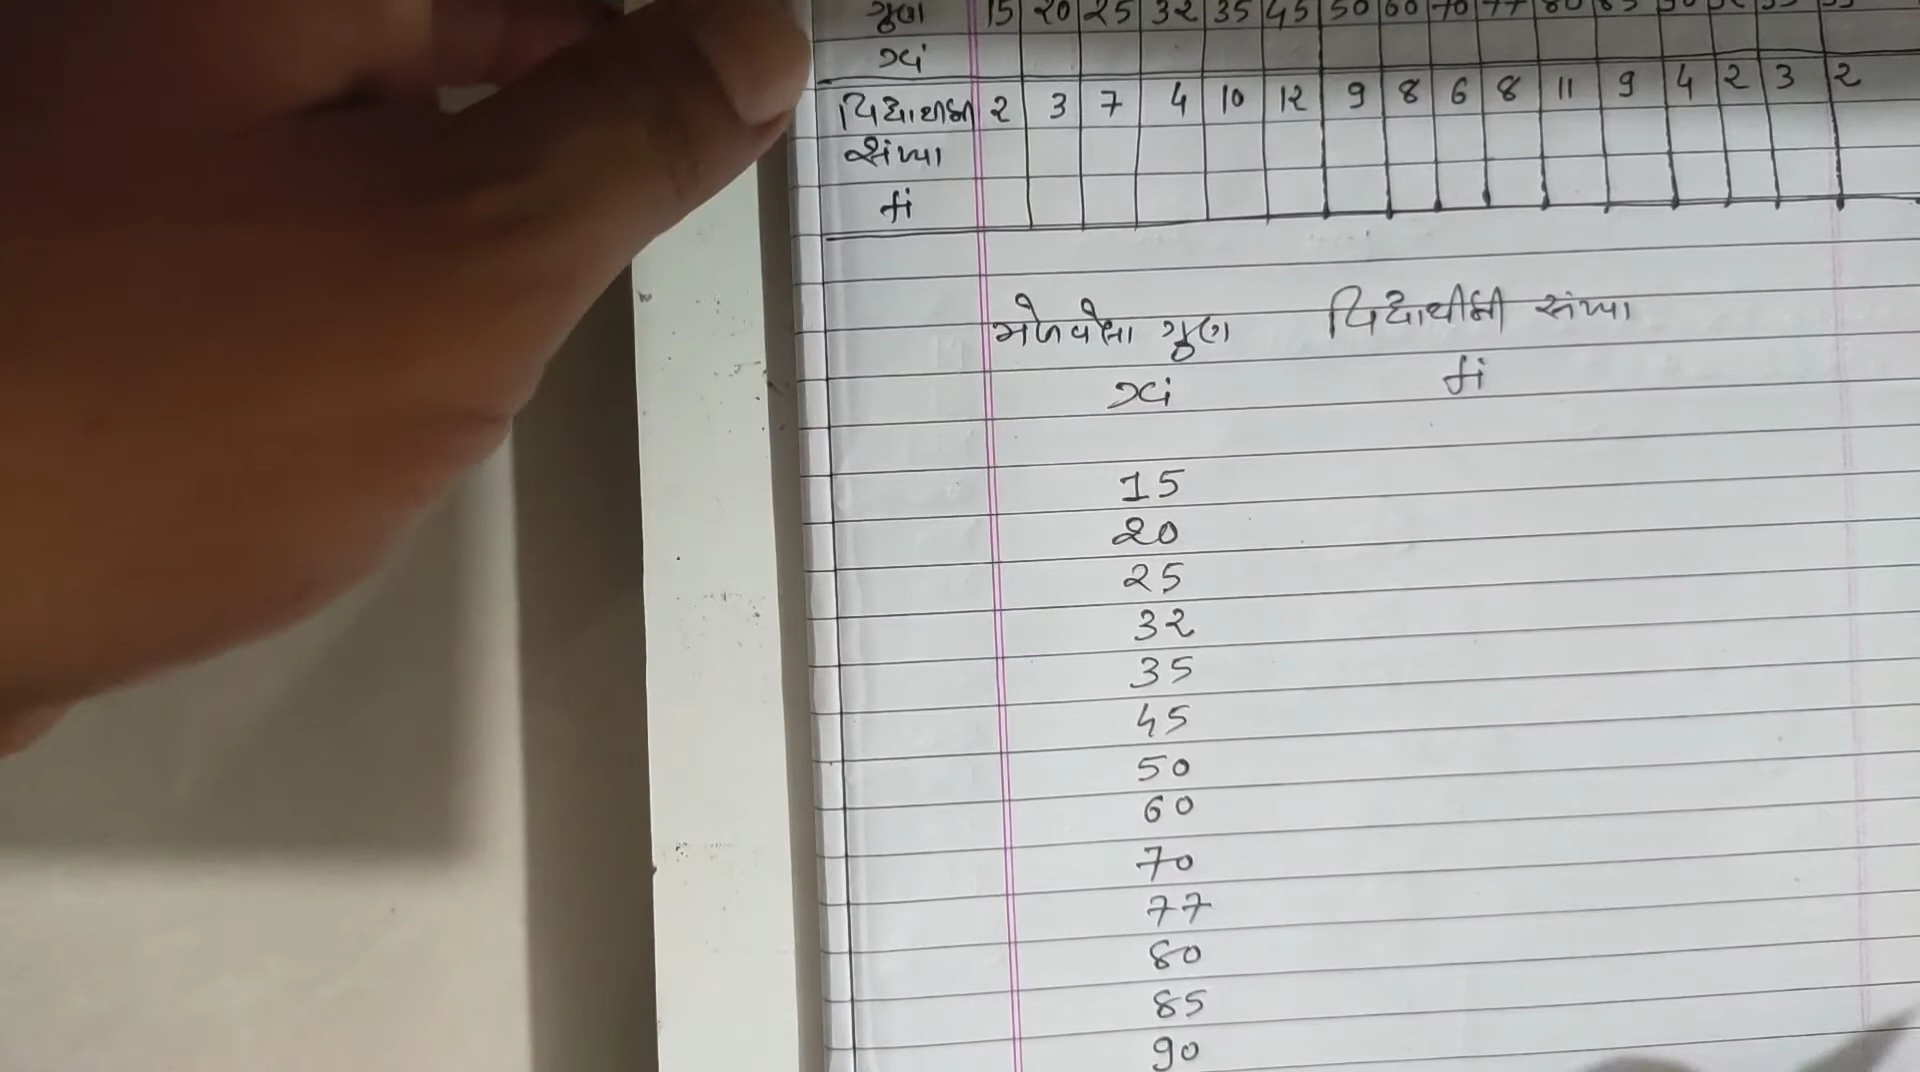 ગુણ 15 20 25 32 35 45 50 60 70 77 80 85
xi
વિદ્યાર્થીની 2 3 7 4 10 12 9 8 6 8 11 9 4 2 3 2
સંખ્યા
fi
મેળવેલા ગુણ વિદ્યાર્થીની સંખ્યા
xi fi
15
20
25
32
35
45
50
60
70
77
80
85
90